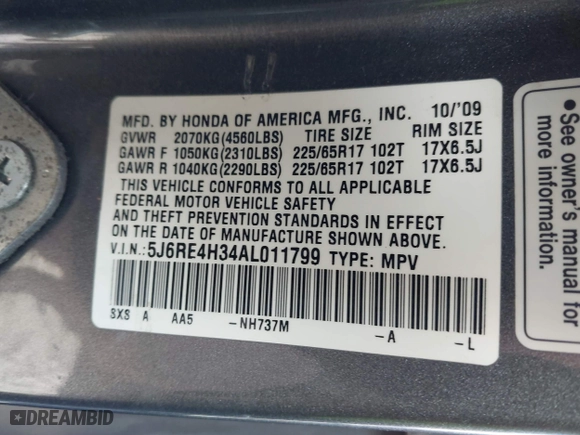 MFD. BY HONDA OF AMERICA MFG., INC. 10/'09
GVWR 2070KG(4560LBS) TIRE SIZE RIM SIZE
GAWR F 1050KG(2310LBS) 225/65R17 102T 17X6.5J
GAWR R 1040KG(2290LBS) 225/65R17 102T 17X6.5J
THIS VEHICLE CONFORMS TO ALL APPLICABLE
FEDERAL MOTOR VEHICLE SAFETY
AND THEFT PREVENTION STANDARDS IN EFFECT
ON THE DATE OF MANUFACTURE SHOWN ABOVE.
V.I.N.:5J6RE4H34AL011799 TYPE: MPV
SXS A AA5 -NH737M -A -L
• See owner's
manual
DREAMBID